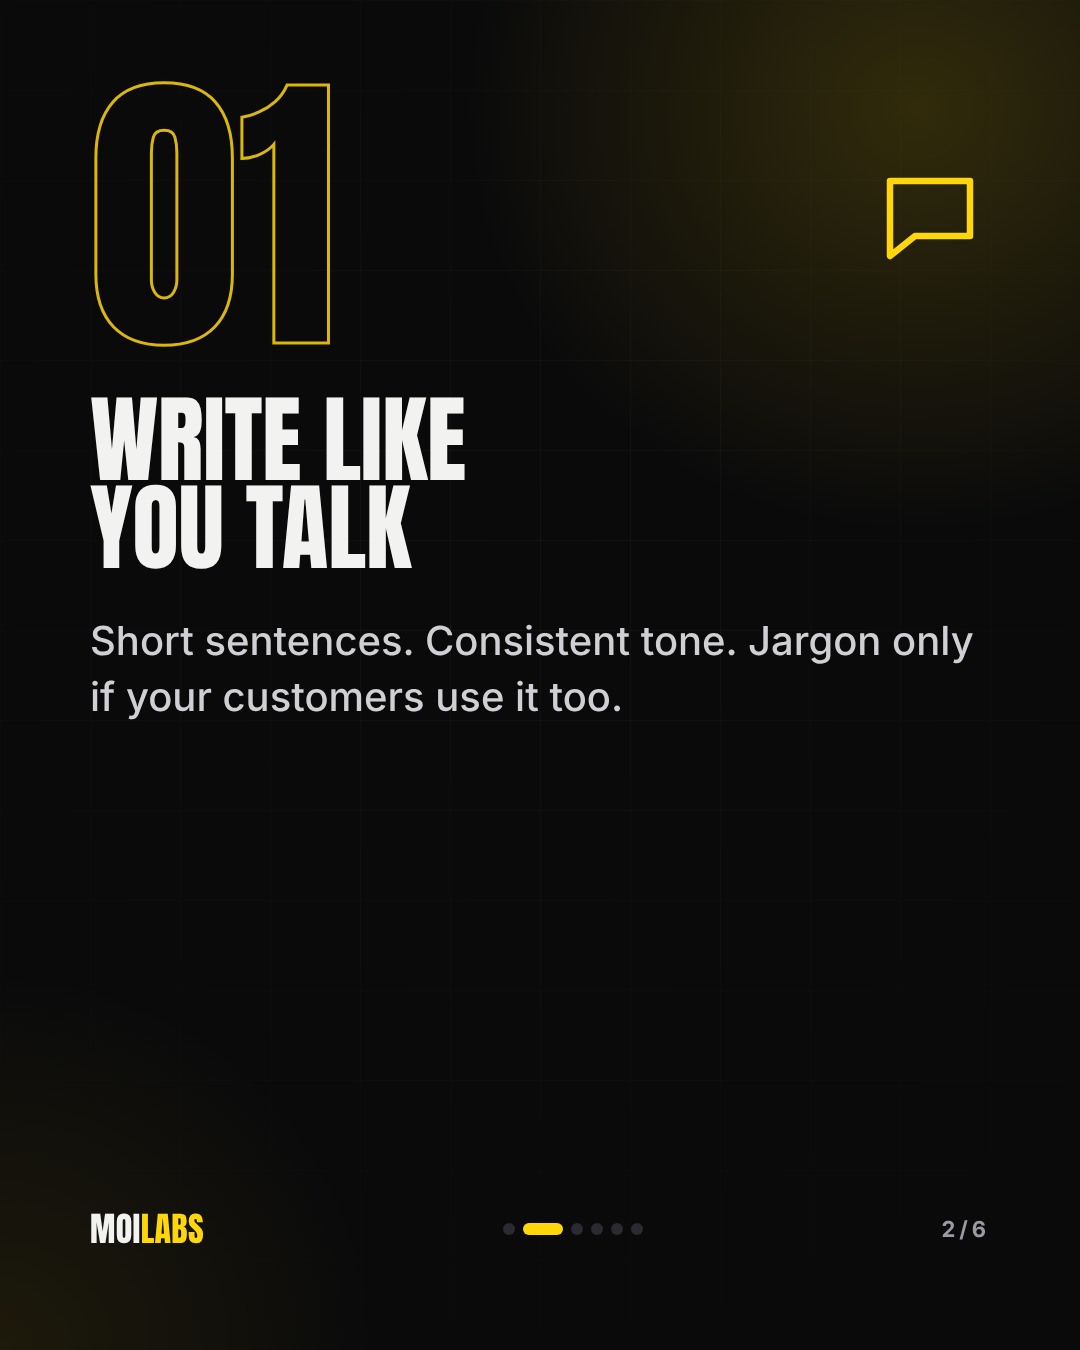 01
WRITE LIKE
YOU TALK
Short sentences. Consistent tone. Jargon only
if your customers use it too.
MOILABS
2/6